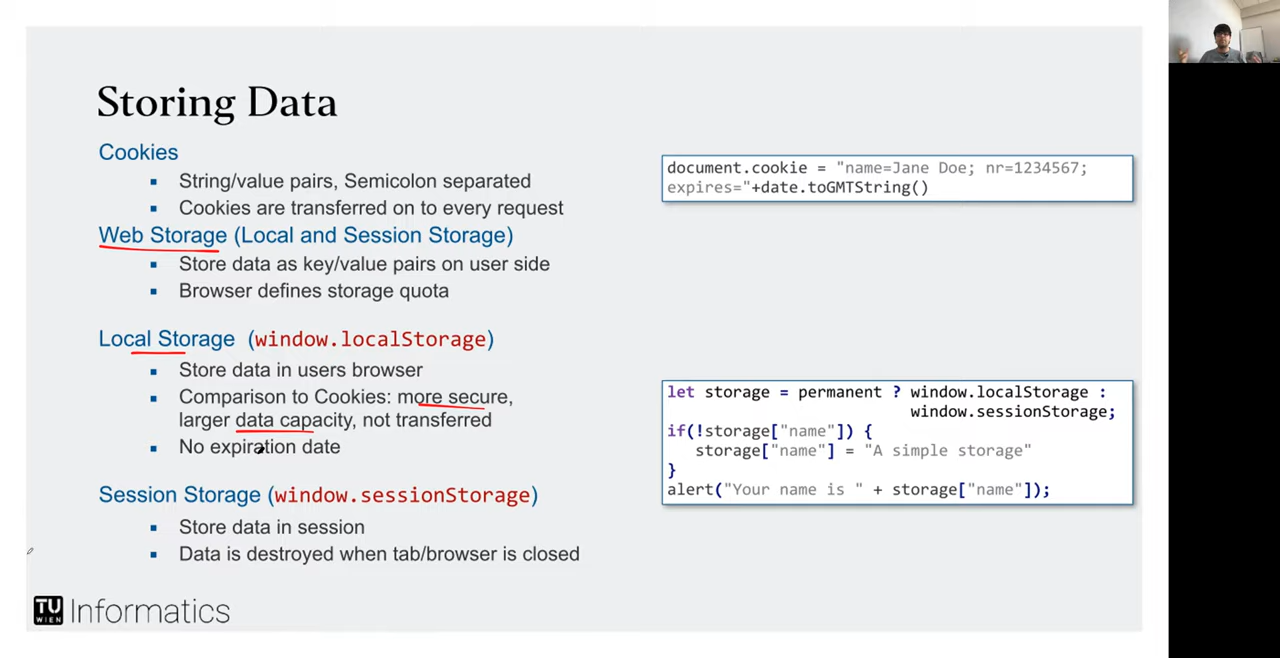 Storing Data
Cookies
▪ String/value pairs, Semicolon separated
▪ Cookies are transferred on to every request
Web Storage (Local and Session Storage)
▪ Store data as key/value pairs on user side
▪ Browser defines storage quota
Local Storage (window.localStorage)
▪ Store data in users browser
▪ Comparison to Cookies: more secure,
larger data capacity, not transferred
▪ No expiration date
Session Storage (window.sessionStorage)
▪ Store data in session
▪ Data is destroyed when tab/browser is closed
document.cookie = "name=Jane Doe; nr=1234567;
expires="+date.toGMTString()
let storage = permanent ? window.localStorage :
window.sessionStorage;
if(!storage["name"]) {
storage["name"] = "A simple storage"
}
alert("Your name is " + storage["name"]);
TU
WIEN
Informatics